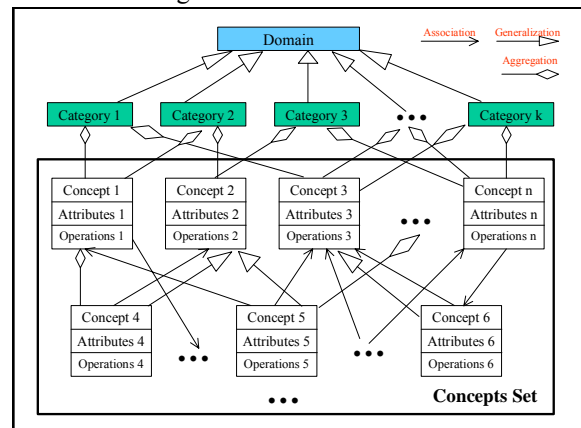 Domain
Association
Generalization
Aggregation
Category 1
Category 2
Category 3
•••
Category k
Concept 1
Attributes 1
Operations 1
Concept 2
Attributes 2
Operations 2
Concept 3
Attributes 3
Operations 3
•••
Concept n
Attributes n
Operations n
Concept 4
Attributes 4
Operations 4
•••
Concept 5
Attributes 5
Operations 5
•••
Concept 6
Attributes 6
Operations 6
•••
Concepts Set